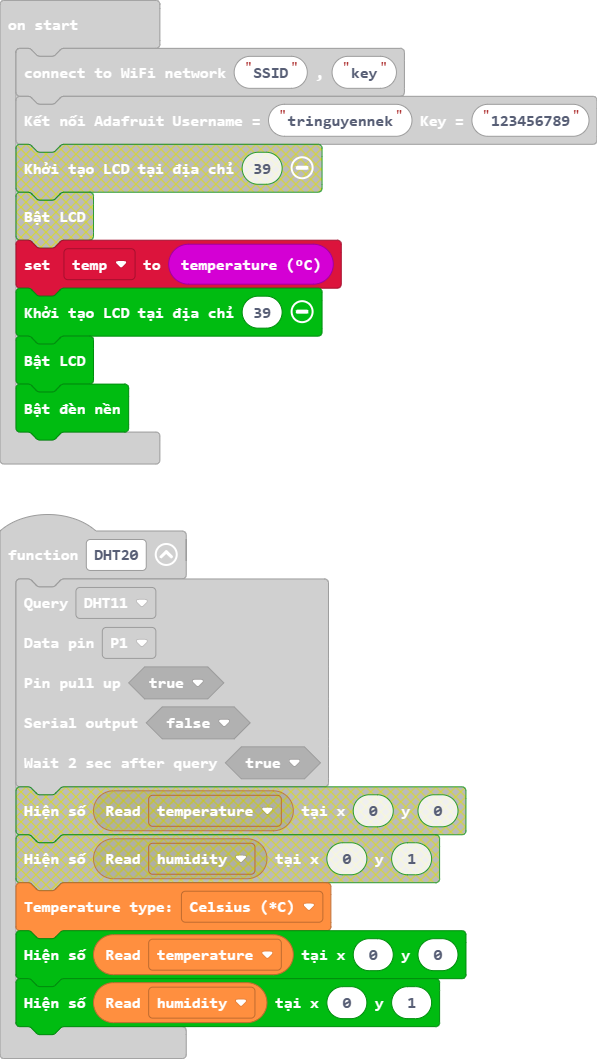 on start
connect to WiFi network "SSID" , "key"
Kết nối Adafruit Username = "tringuyennek" Key = "123456789"
Khởi tạo LCD tại địa chỉ 39
Bật LCD
set temp to temperature (ºC)
Khởi tạo LCD tại địa chỉ 39
Bật LCD
Bật đèn nền
function DHT20
Query DHT11
Data pin P1
Pin pull up true
Serial output false
Wait 2 sec after query true
Hiện số Read temperature tại x 0 y 0
Hiện số Read humidity tại x 0 y 1
Temperature type: Celsius (*C)
Hiện số Read temperature tại x 0 y 0
Hiện số Read humidity tại x 0 y 1